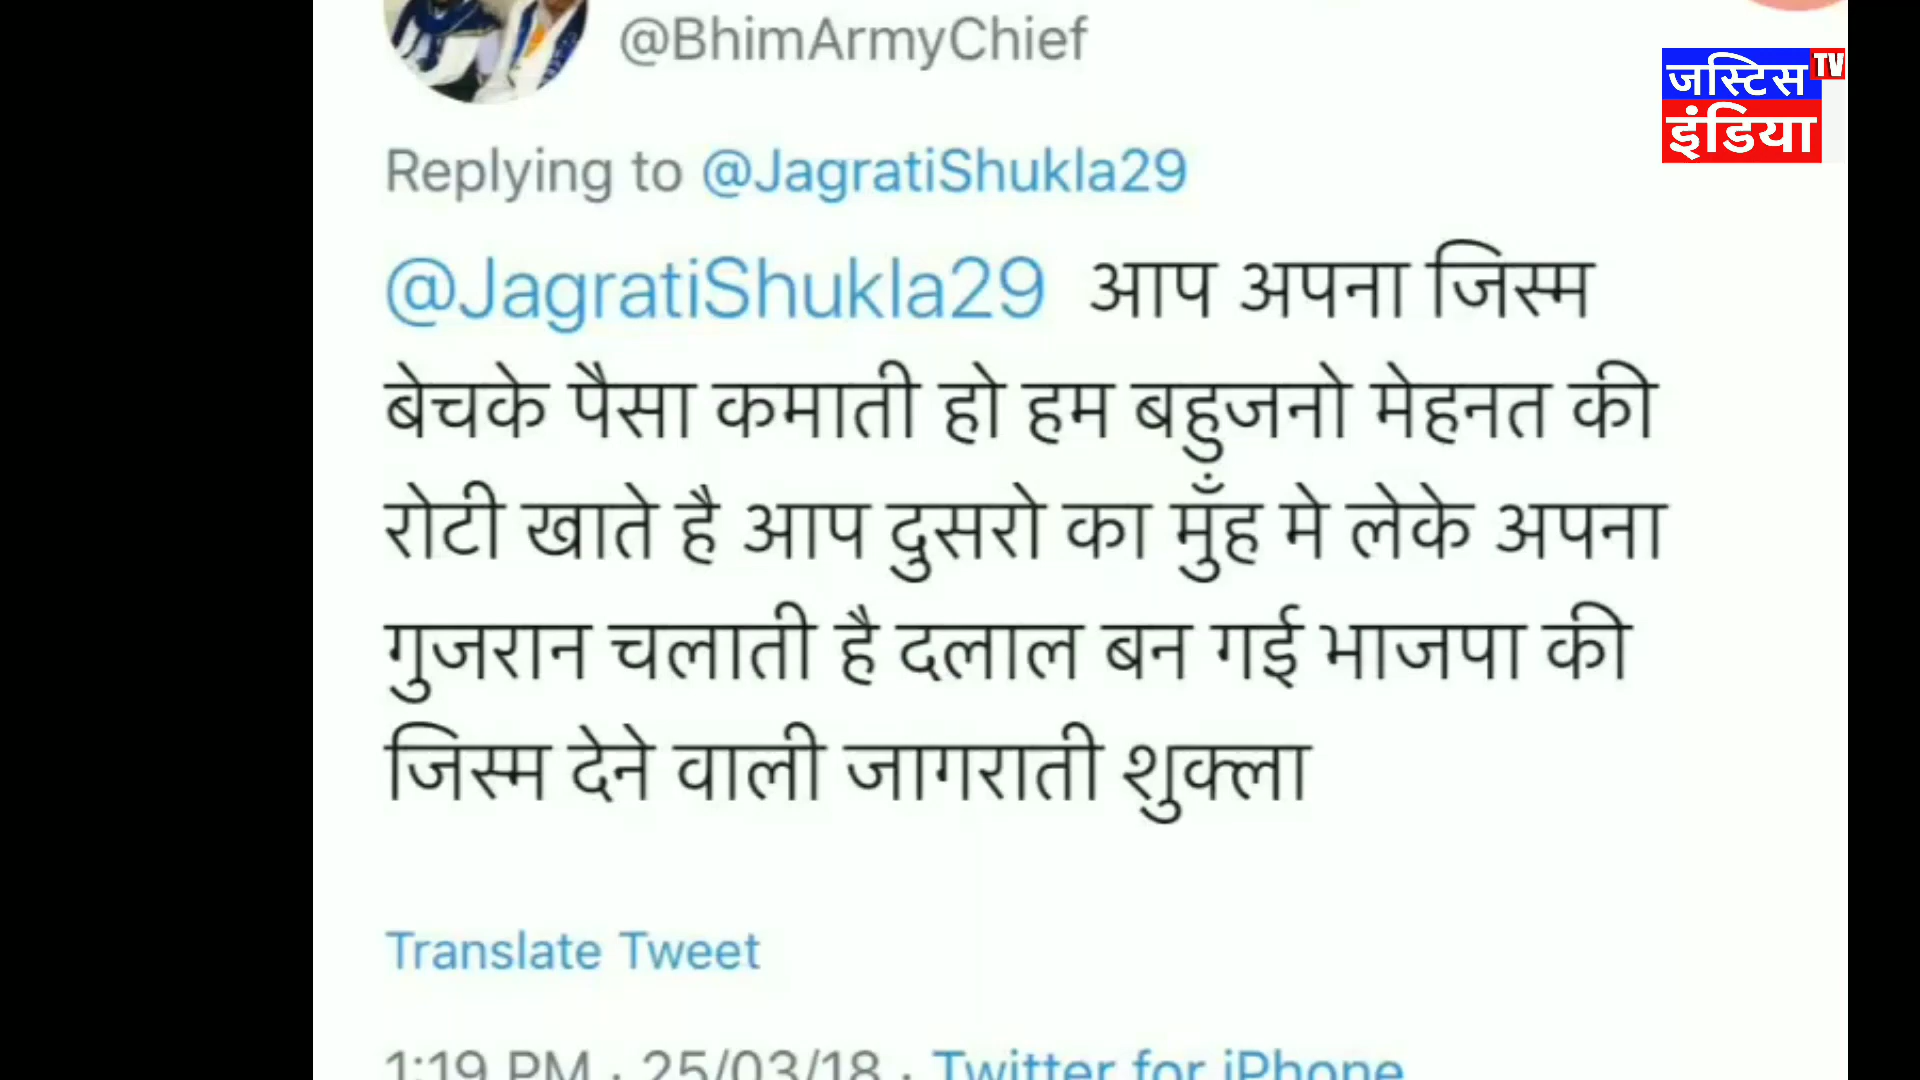 @BhimArmyChief
जस्टिस TV
इंडिया
Replying to @JagratiShukla29
@JagratiShukla29 आप अपना जिस्म
बेचके पैसा कमाती हो हम बहुजनो मेहनत की
रोटी खाते है आप दुसरो का मुँह मे लेके अपना
गुजरान चलाती है दलाल बन गई भाजपा की
जिस्म देने वाली जागराती शुक्ला
Translate Tweet
1:19 PM · 25/03/18 · Twitter for iPhone